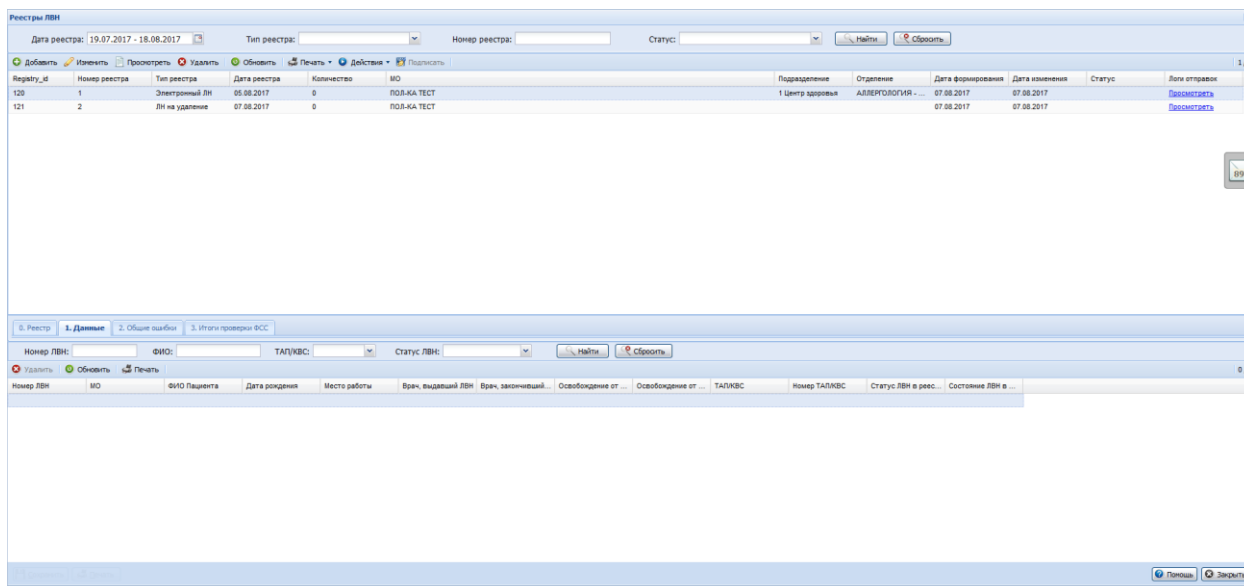 Реестры ЛВН
Дата реестра: 19.07.2017 - 18.08.2017 Тип реестра: Номер реестра: Статус: Найти Сбросить
Добавить Изменить Просмотреть Удалить Обновить Печать Действия Подписать 1
Registry_id Номер реестра Тип реестра Дата реестра Количество МО Подразделение Отделение Дата формирования Дата изменения Статус Логи отправок
120 1 Электронный ЛН 05.08.2017 0 ПОЛ-КА ТЕСТ 1 Центр здоровья АЛЛЕРГОЛОГИЯ - ... 07.08.2017 07.08.2017 Просмотреть
121 2 ЛН на удаление 07.08.2017 0 ПОЛ-КА ТЕСТ 07.08.2017 07.08.2017 Просмотреть
89
0. Реестр 1. Данные 2. Общие ошибки 3. Итоги проверки ФСС
Номер ЛВН: ФИО: ТАП/КВС: Статус ЛВН: Найти Сбросить
Удалить Обновить Печать 0
Номер ЛВН МО ФИО Пациента Дата рождения Место работы Врач, выдавший ЛВН Врач, закончивший... Освобождение от ... Освобождение от ... ТАП/КВС Номер ТАП/КВС Статус ЛВН в реес... Состояние ЛВН в ...
Помощь Закрыть